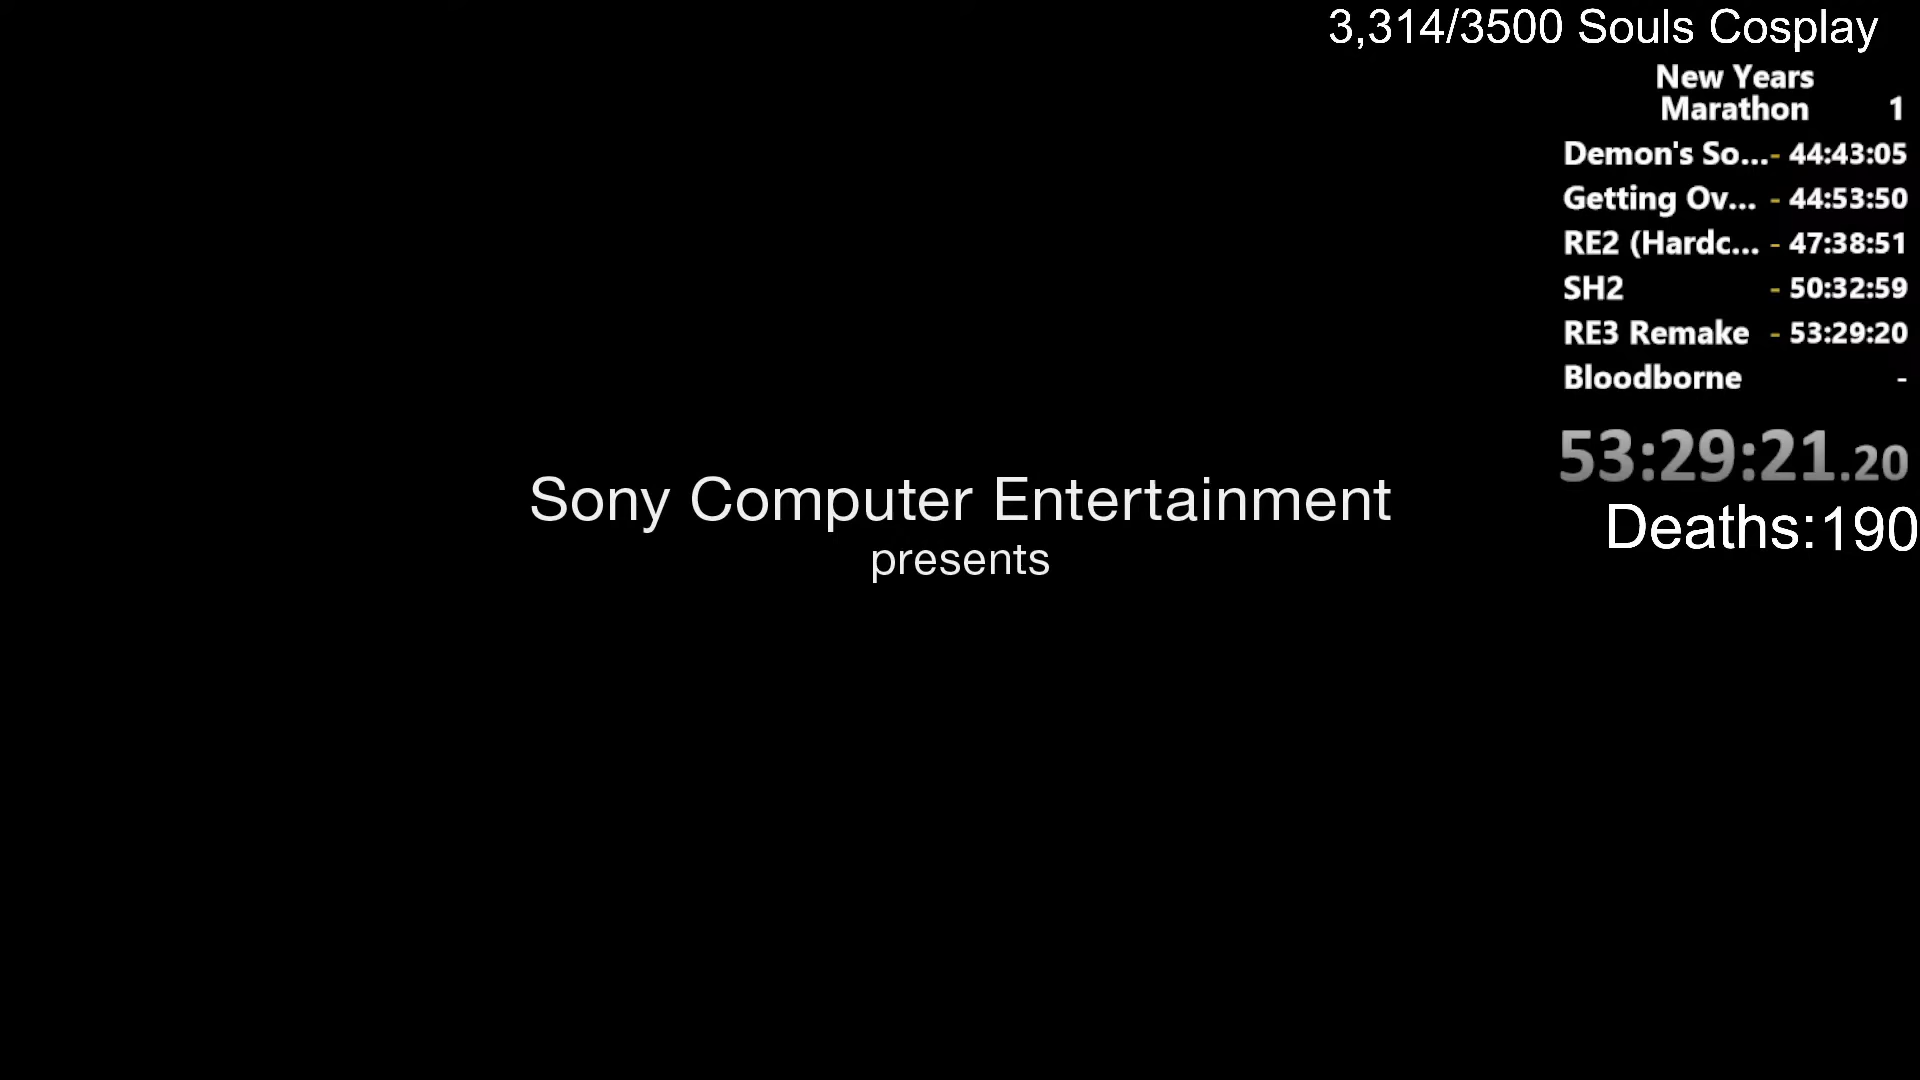 3,314/3500 Souls Cosplay
New Years
Marathon 1
Demon's So...- 44:43:05
Getting Ov... - 44:53:50
RE2 (Hardc... - 47:38:51
SH2 - 50:32:59
RE3 Remake - 53:29:20
Bloodborne -
53:29:21.20
Deaths:190
Sony Computer Entertainment
presents